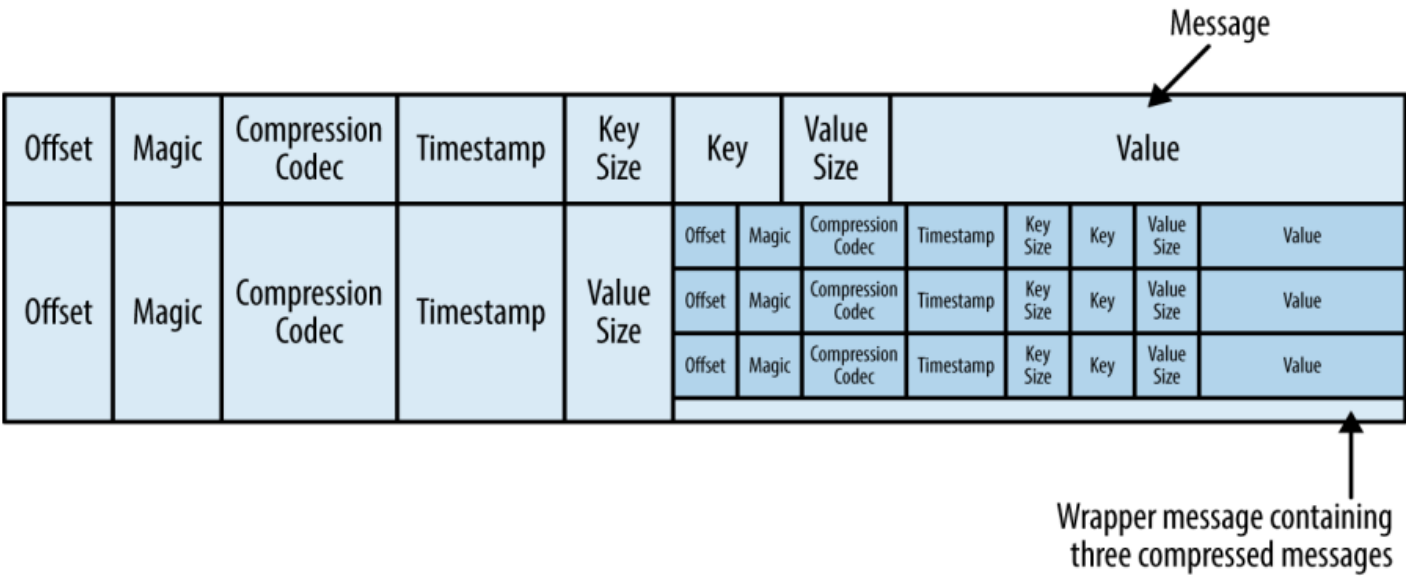 Message
Offset Magic Compression Codec Timestamp Key Size Key Value Size Value
Offset Magic Compression Codec Timestamp Value Size
Offset Magic Compression Codec Timestamp Key Size Key Value Size Value
Offset Magic Compression Codec Timestamp Key Size Key Value Size Value
Offset Magic Compression Codec Timestamp Key Size Key Value Size Value
Wrapper message containing
three compressed messages